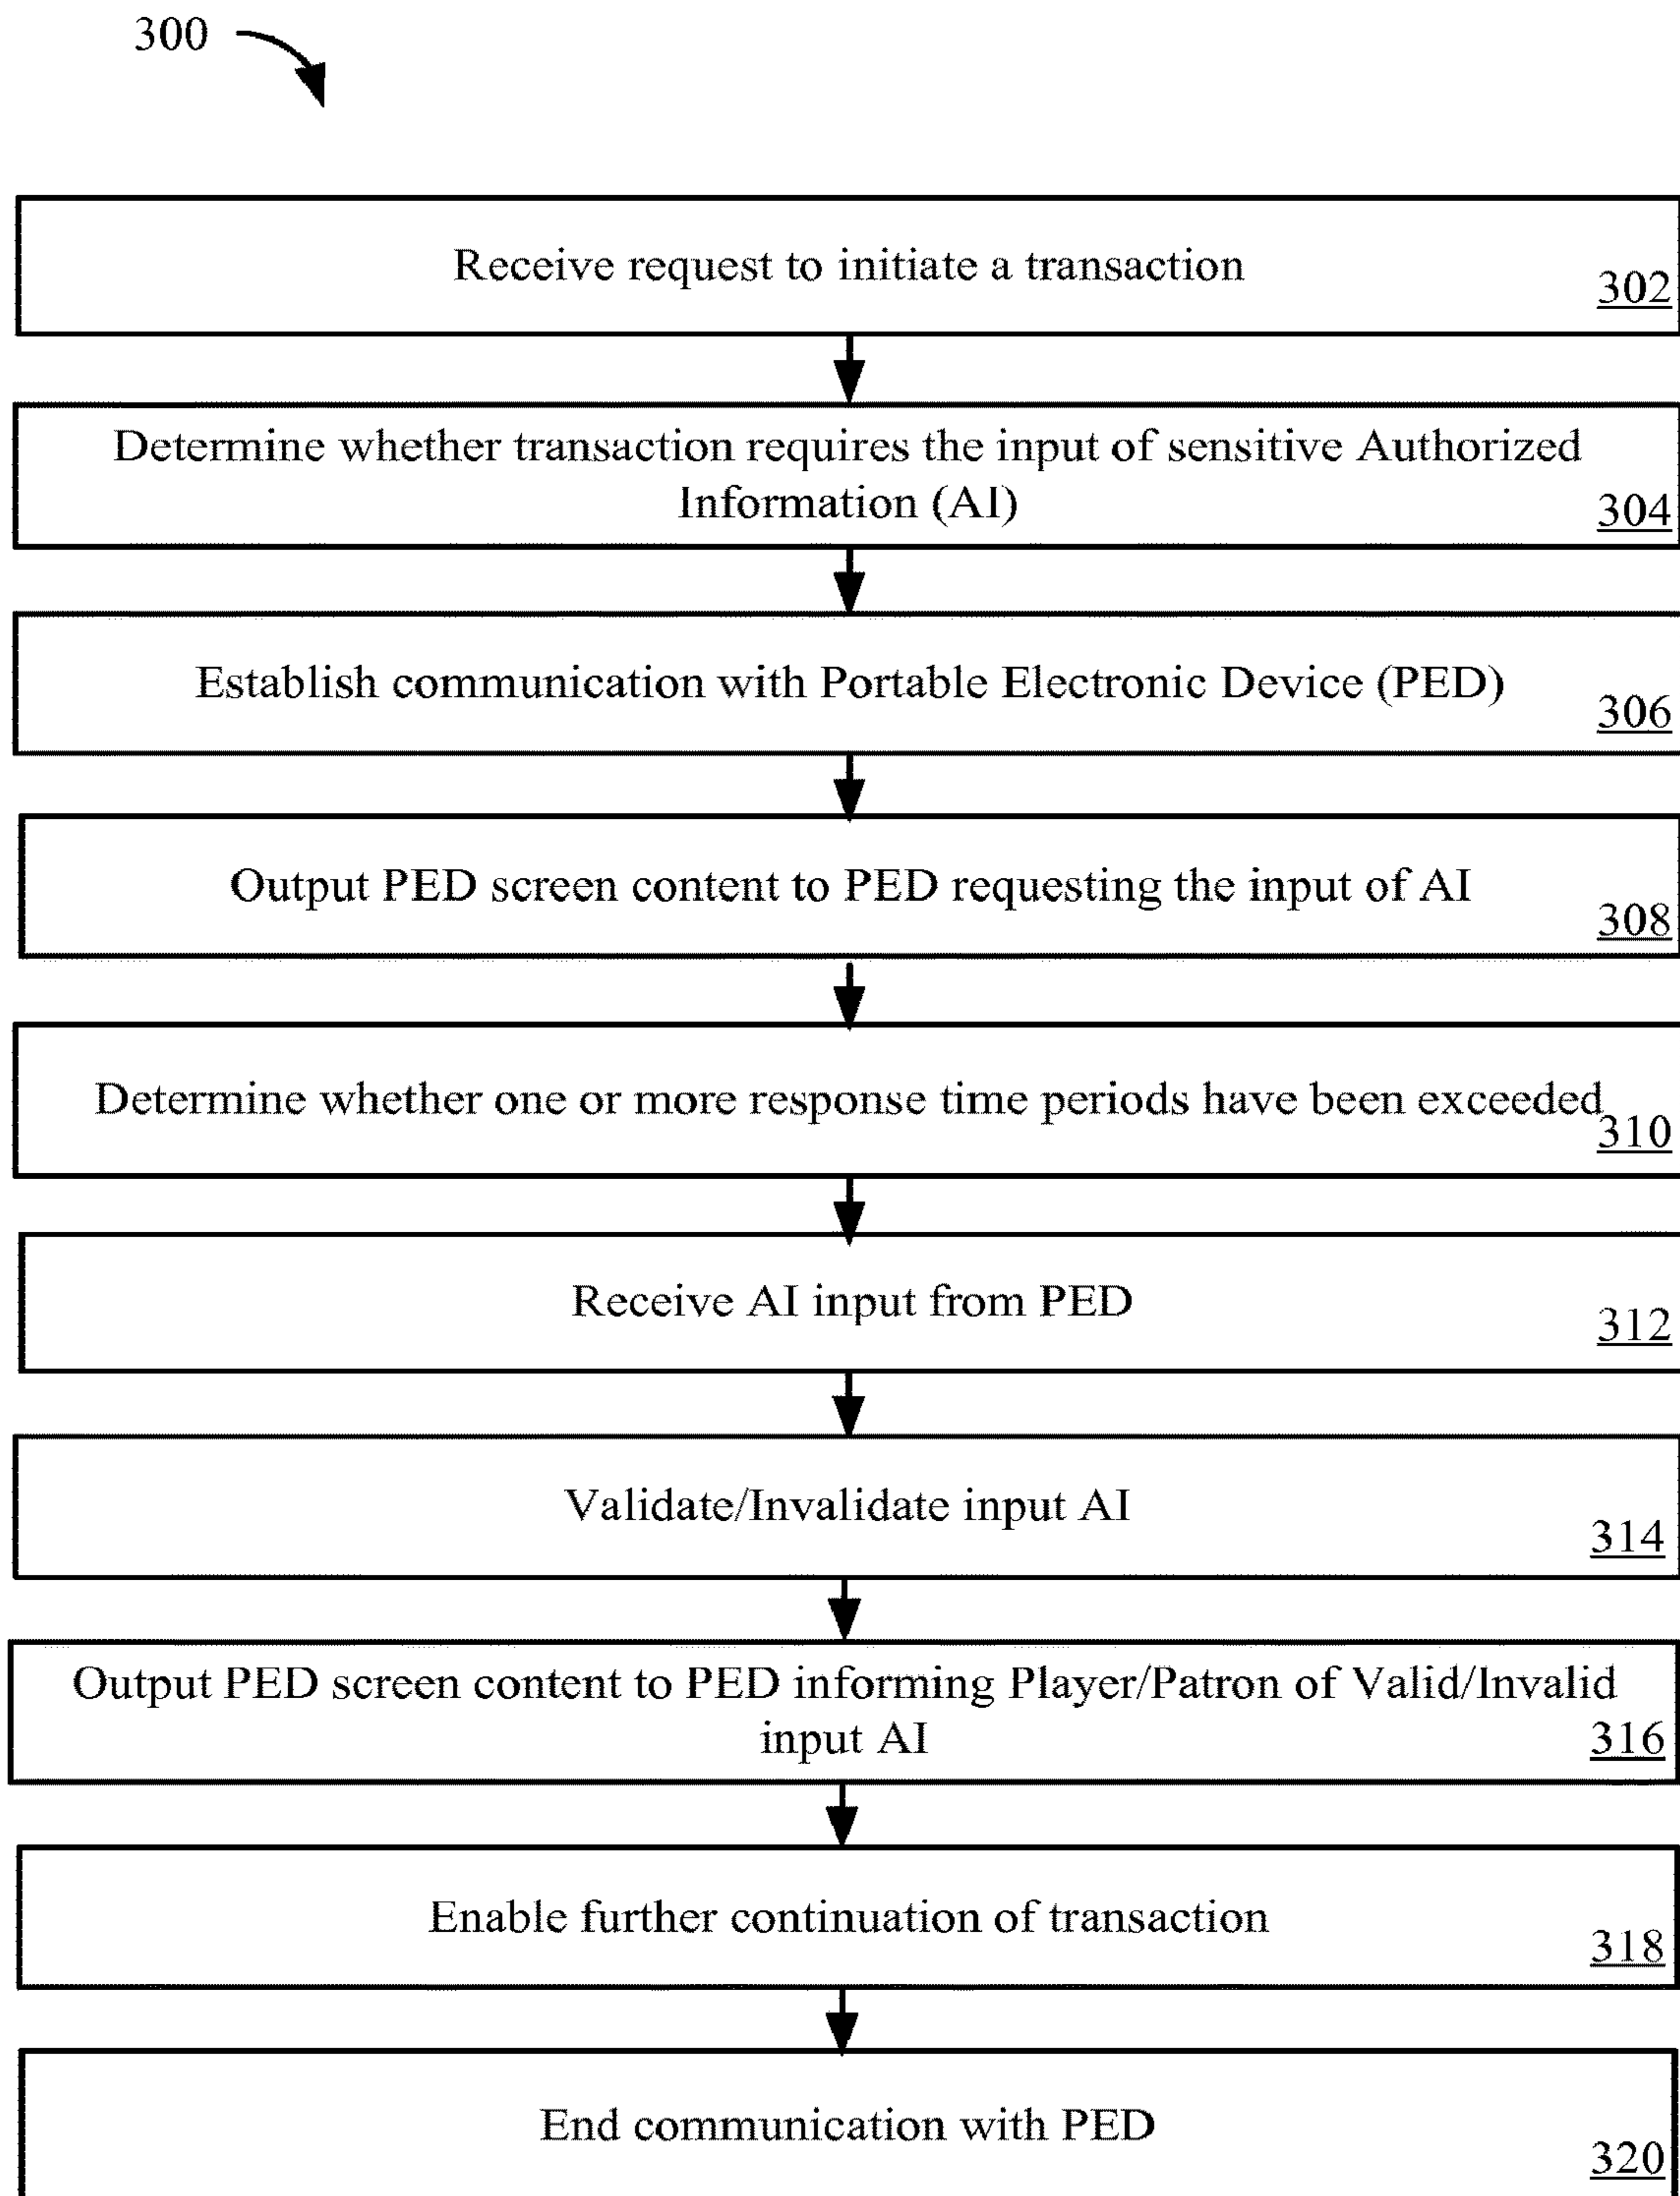 300
Receive request to initiate a transaction
302
Determine whether transaction requires the input of sensitive Authorized
Information (AI)
304
Establish communication with Portable Electronic Device (PED)
306
Output PED screen content to PED requesting the input of AI
308
Determine whether one or more response time periods have been exceeded
310
Receive AI input from PED
312
Validate/Invalidate input AI
314
Output PED screen content to PED informing Player/Patron of Valid/Invalid
input AI
316
Enable further continuation of transaction
318
End communication with PED
320